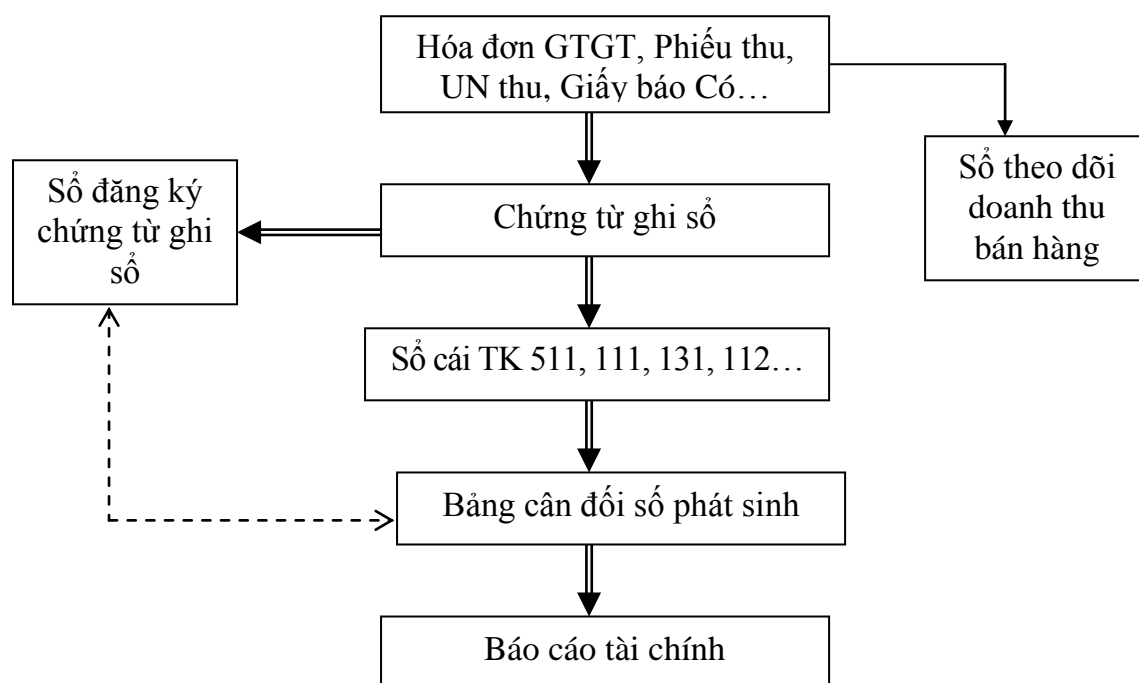 Hóa đơn GTGT, Phiếu thu,
UN thu, Giấy báo Có…
Sổ theo dõi
doanh thu
bán hàng
Sổ đăng ký
chứng từ ghi
sổ
Chứng từ ghi sổ
Sổ cái TK 511, 111, 131, 112…
Bảng cân đối số phát sinh
Báo cáo tài chính